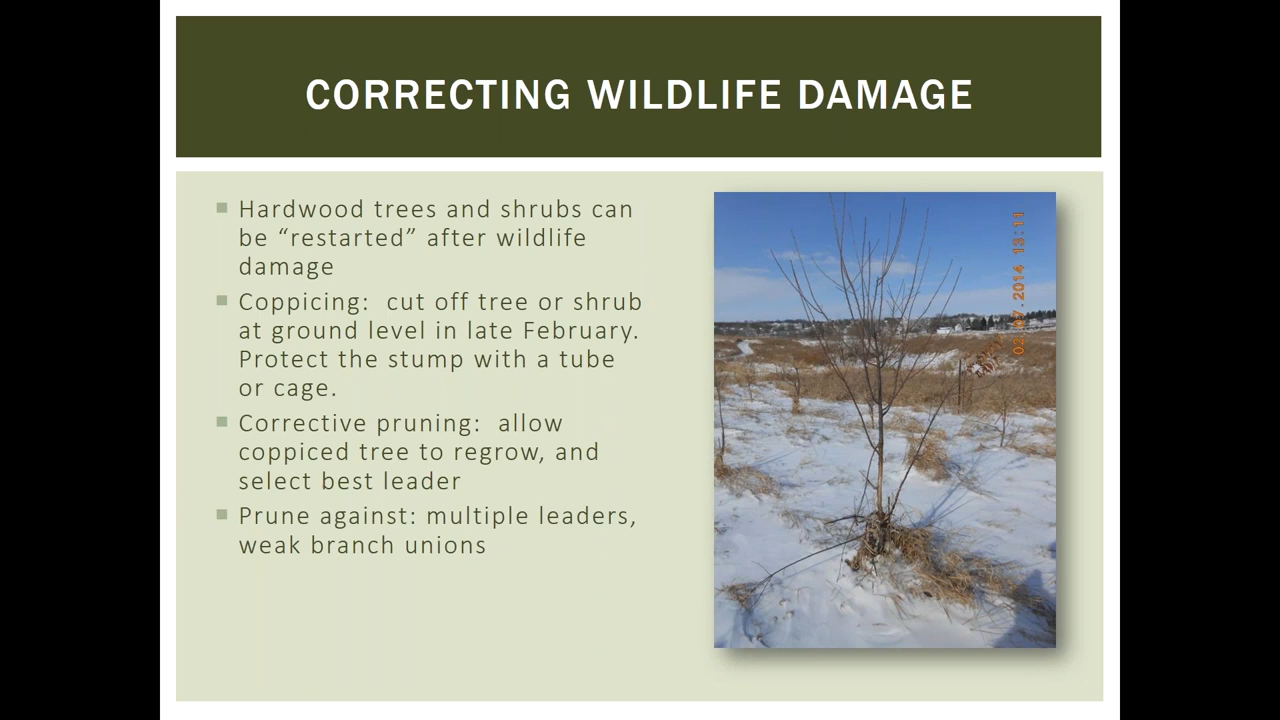 CORRECTING WILDLIFE DAMAGE
Hardwood trees and shrubs can
be “restarted” after wildlife
damage
Coppicing:  cut off tree or shrub
at ground level in late February.
Protect the stump with a tube
or cage.
Corrective pruning:  allow
coppiced tree to regrow, and
select best leader
Prune against: multiple leaders,
weak branch unions
02.07.2014 13:11